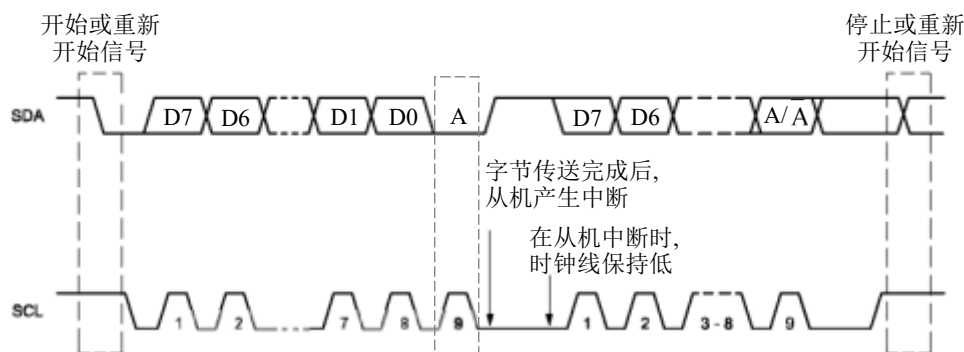 开始或重新
开始信号
停止或重新
开始信号
SDA
D7 D6 D1 D0 A D7 D6 A/A̅
字节传送完成后,
从机产生中断
在从机中断时,
时钟线保持低
SCL
1 2 7 8 9 1 2 3 - 8 9